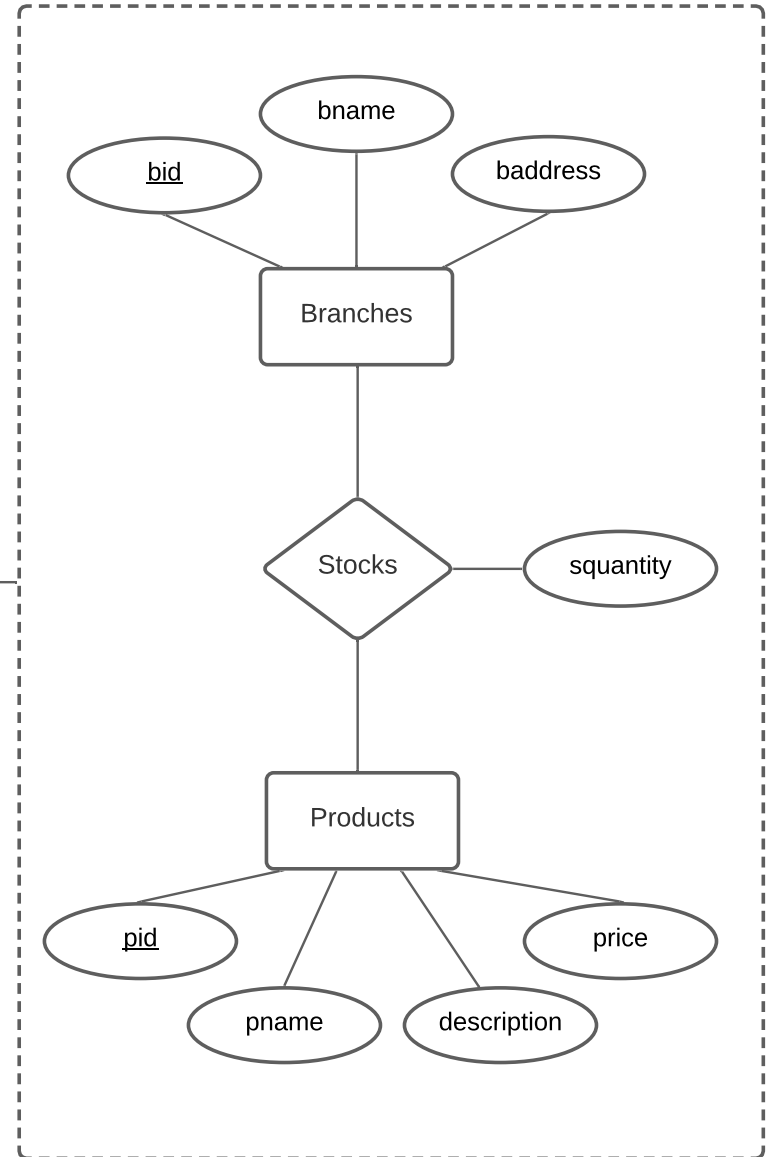 bname
bid
baddress
Branches
Stocks
squantity
Products
pid
price
pname
description